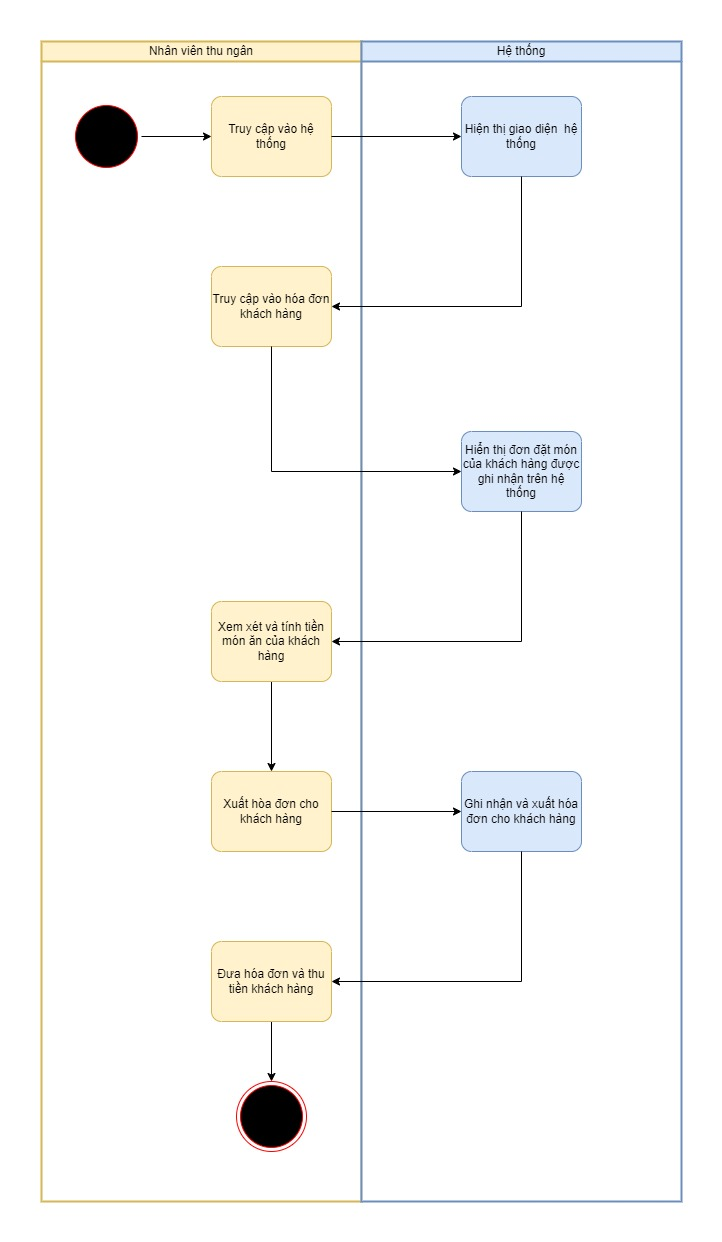 Nhân viên thu ngân
Hệ thống
Truy cập vào hệ
thống
Hiện thị giao diện  hệ
thống
Truy cập vào hóa đơn
khách hàng
Hiển thị đơn đặt món
của khách hàng được
ghi nhận trên hệ
thống
Xem xét và tính tiền
món ăn của khách
hàng
Xuất hòa đơn cho
khách hàng
Ghi nhận và xuất hóa
đơn cho khách hàng
Đưa hóa đơn và thu
tiền khách hàng